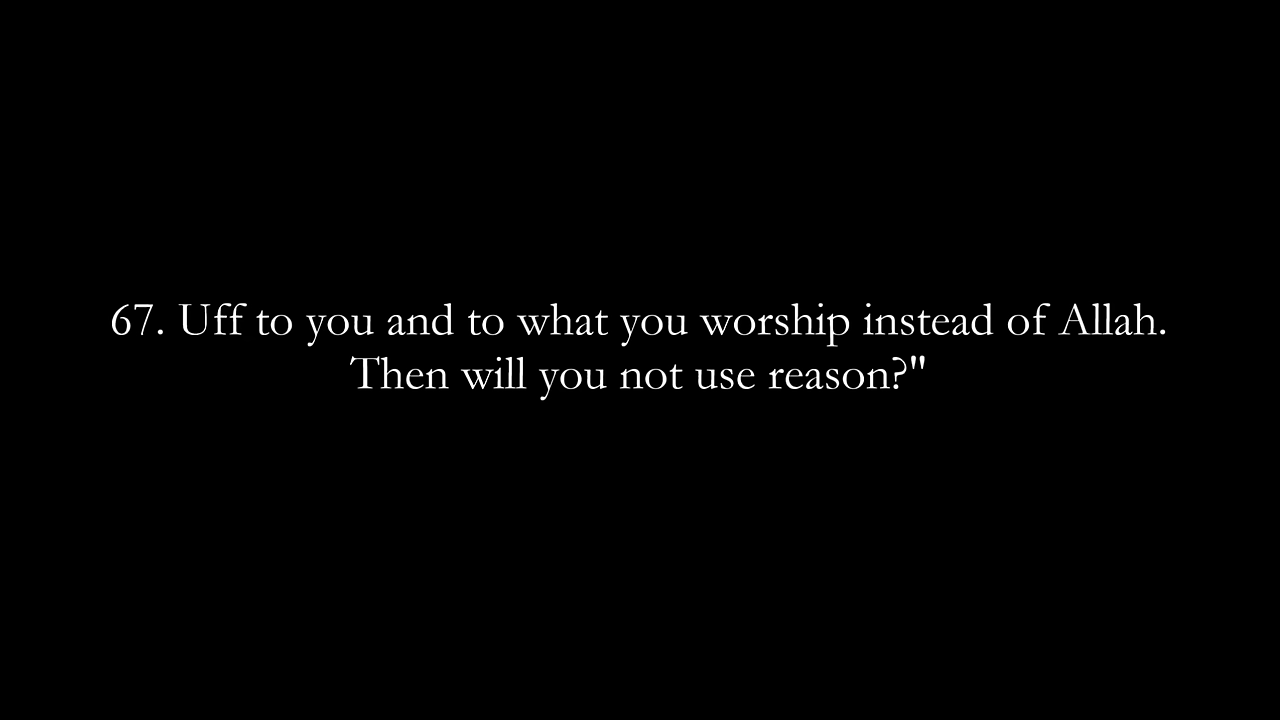 67. Uff to you and to what you worship instead of Allah.
Then will you not use reason?"